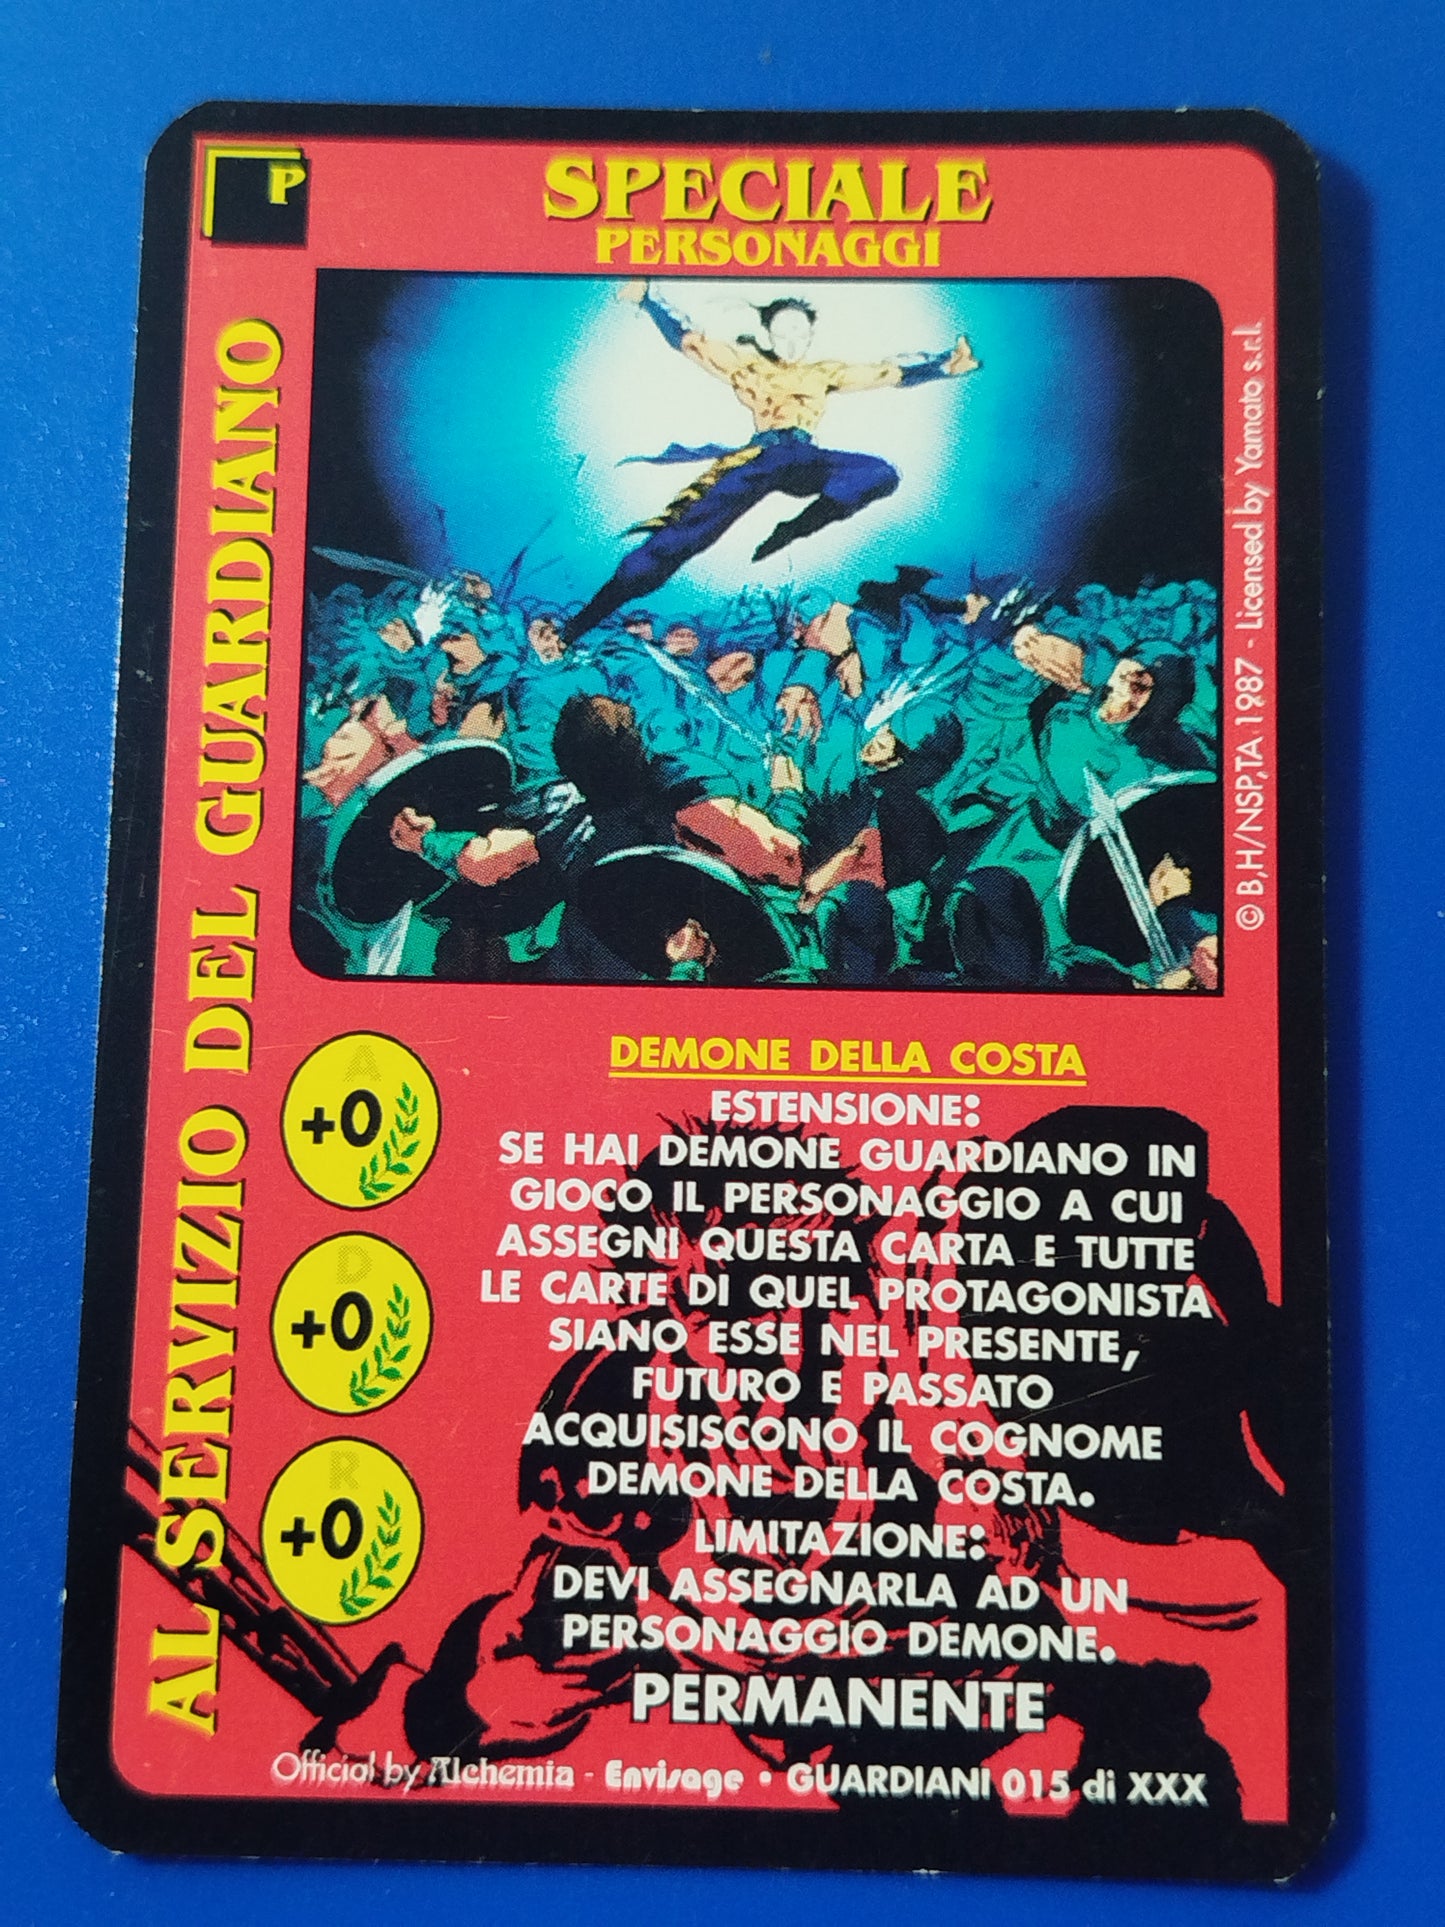 P
SPECIALE
PERSONAGGI
AL SERVIZIO DEL GUARDIANO
© B,H/NSP,TA 1987 - Licensed by Yamato s.r.l.
A
+0
D
+0
R
+0
DEMONE DELLA COSTA
ESTENSIONE:
SE HAI DEMONE GUARDIANO IN
GIOCO IL PERSONAGGIO A CUI
ASSEGNI QUESTA CARTA E TUTTE
LE CARTE DI QUEL PROTAGONISTA
SIANO ESSE NEL PRESENTE,
FUTURO E PASSATO
ACQUISISCONO IL COGNOME
DEMONE DELLA COSTA.
LIMITAZIONE:
DEVI ASSEGNARLA AD UN
PERSONAGGIO DEMONE.
PERMANENTE
Official by Alchemia - Envisage • GUARDIANI 015 di XXX